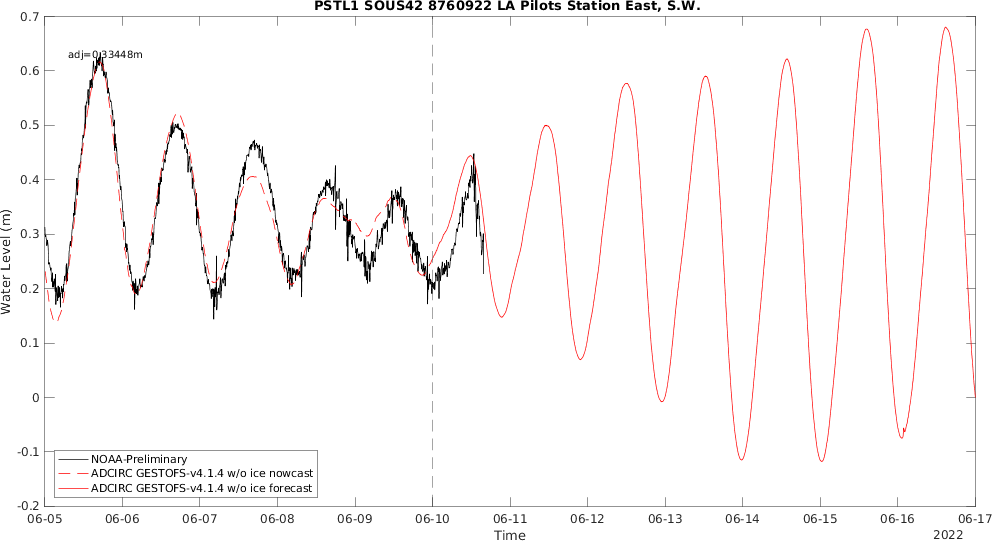 PSTL1 SOUS42 8760922 LA Pilots Station East, S.W.
adj=0.33448m
0.7
0.6
0.5
0.4
0.3
0.2
0.1
0
-0.1
-0.2
Water Level (m)
NOAA-Preliminary
ADCIRC GESTOFS-v4.1.4 w/o ice nowcast
ADCIRC GESTOFS-v4.1.4 w/o ice forecast
06-05 06-06 06-07 06-08 06-09 06-10 06-11 06-12 06-13 06-14 06-15 06-16 06-17
Time
2022